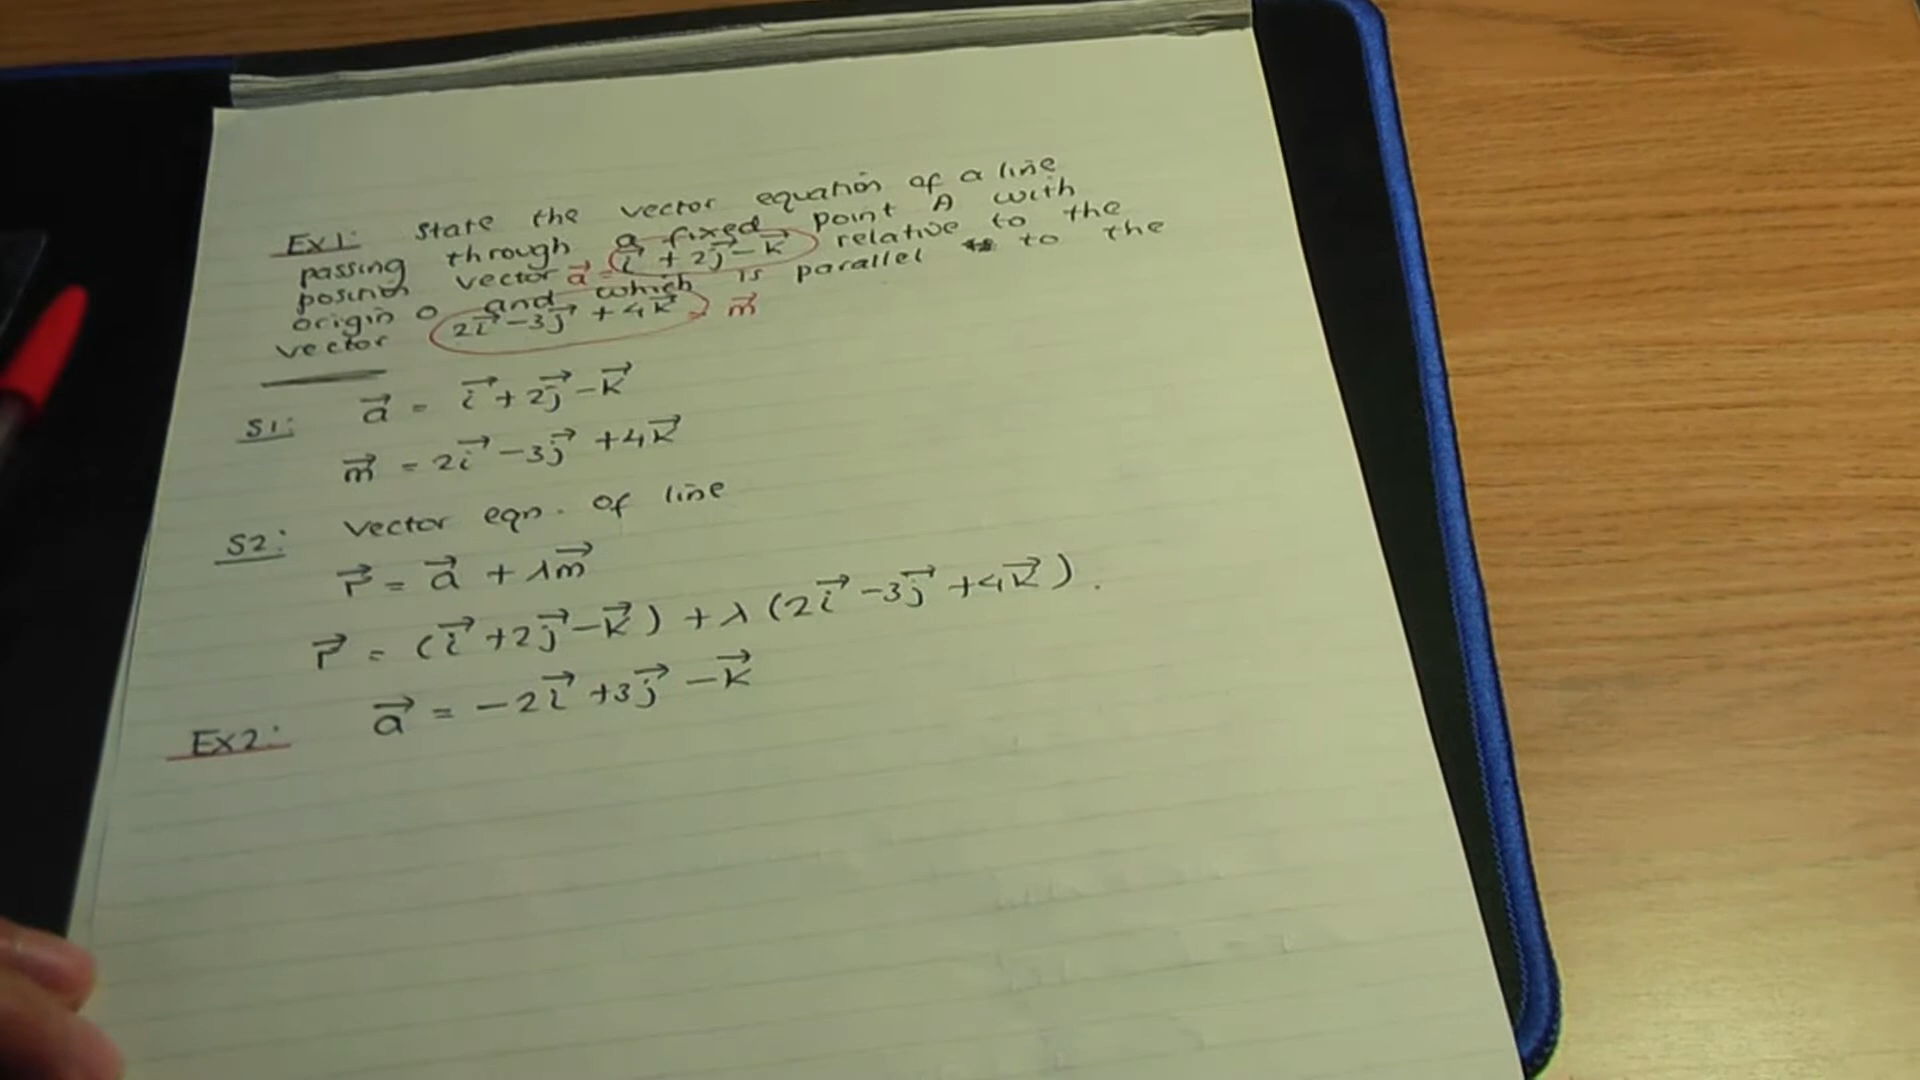 Ex1: State the vector equation of a line
passing through a fixed point A with
position vector a⃗ = i⃗ + 2j⃗ - k⃗ relative to the
origin O and which is parallel to the
vector 2i⃗ - 3j⃗ + 4k⃗ → m⃗
S1: a⃗ = i⃗ + 2j⃗ - k⃗
m⃗ = 2i⃗ - 3j⃗ + 4k⃗
S2: vector eqn. of line
r⃗ = a⃗ + λm⃗
r⃗ = (i⃗ + 2j⃗ - k⃗) + λ(2i⃗ - 3j⃗ + 4k⃗).
Ex2: a⃗ = -2i⃗ + 3j⃗ - k⃗